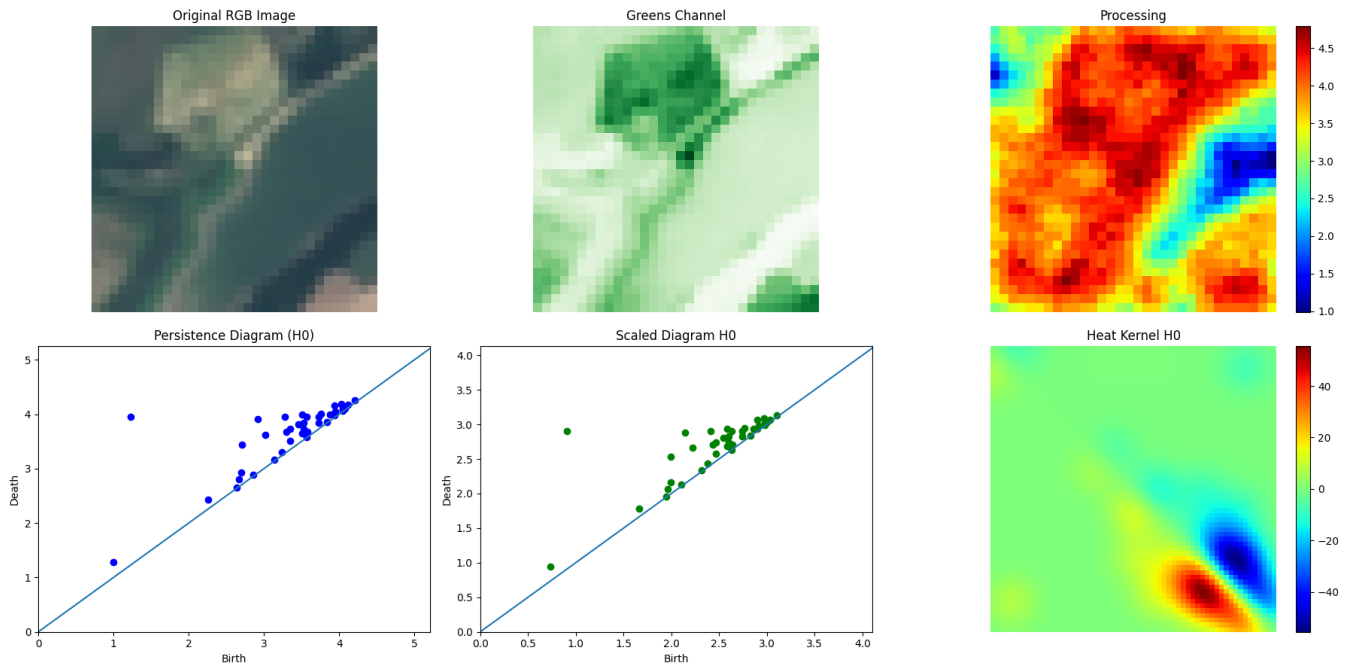 Original RGB Image
Greens Channel
Processing
4.5
4.0
3.5
3.0
2.5
2.0
1.5
1.0
Persistence Diagram (H0)
Scaled Diagram H0
Heat Kernel H0
5
4
3
2
1
0
Death
0 1 2 3 4 5
Birth
4.0
3.5
3.0
2.5
2.0
1.5
1.0
0.5
0.0
Death
0.0 0.5 1.0 1.5 2.0 2.5 3.0 3.5 4.0
Birth
40
20
0
−20
−40